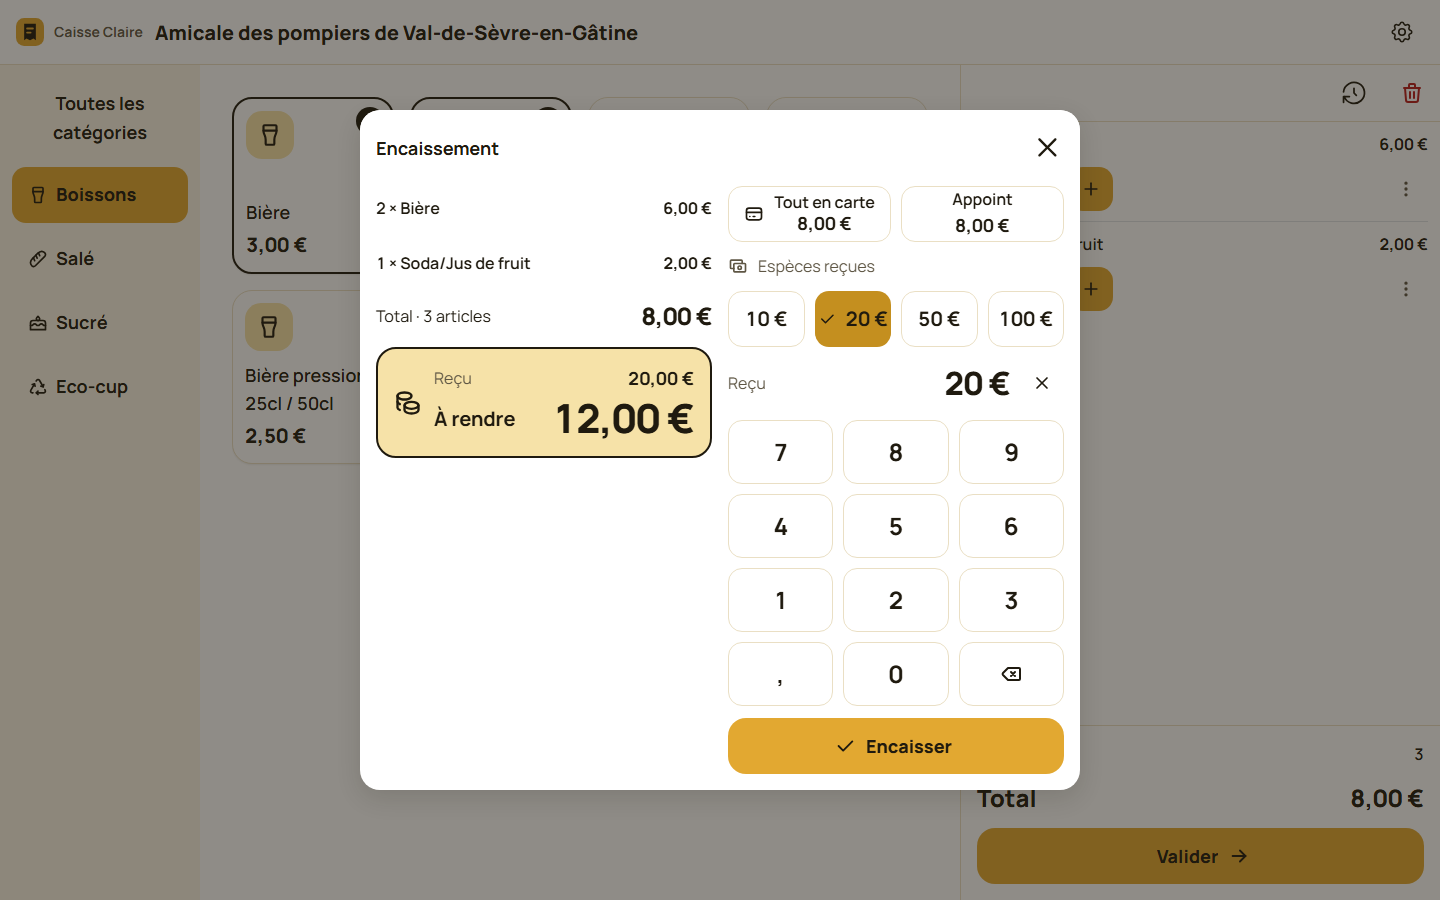 Caisse Claire
Amicale des pompiers de Val-de-Sèvre-en-Gâtine
Toutes les
catégories
Boissons
Salé
Sucré
Eco-cup
Bière
3,00 €
Bière pression
25cl / 50cl
2,50 €
Encaissement
2 × Bière
6,00 €
1 × Soda/Jus de fruit
2,00 €
Total · 3 articles
8,00 €
Reçu
20,00 €
À rendre
12,00 €
Tout en carte
8,00 €
Appoint
8,00 €
Espèces reçues
10 €
20 €
50 €
100 €
Reçu
20 €
7
8
9
4
5
6
1
2
3
,
0
Encaisser
6,00 €
+
ruit
2,00 €
+
3
Total
8,00 €
Valider